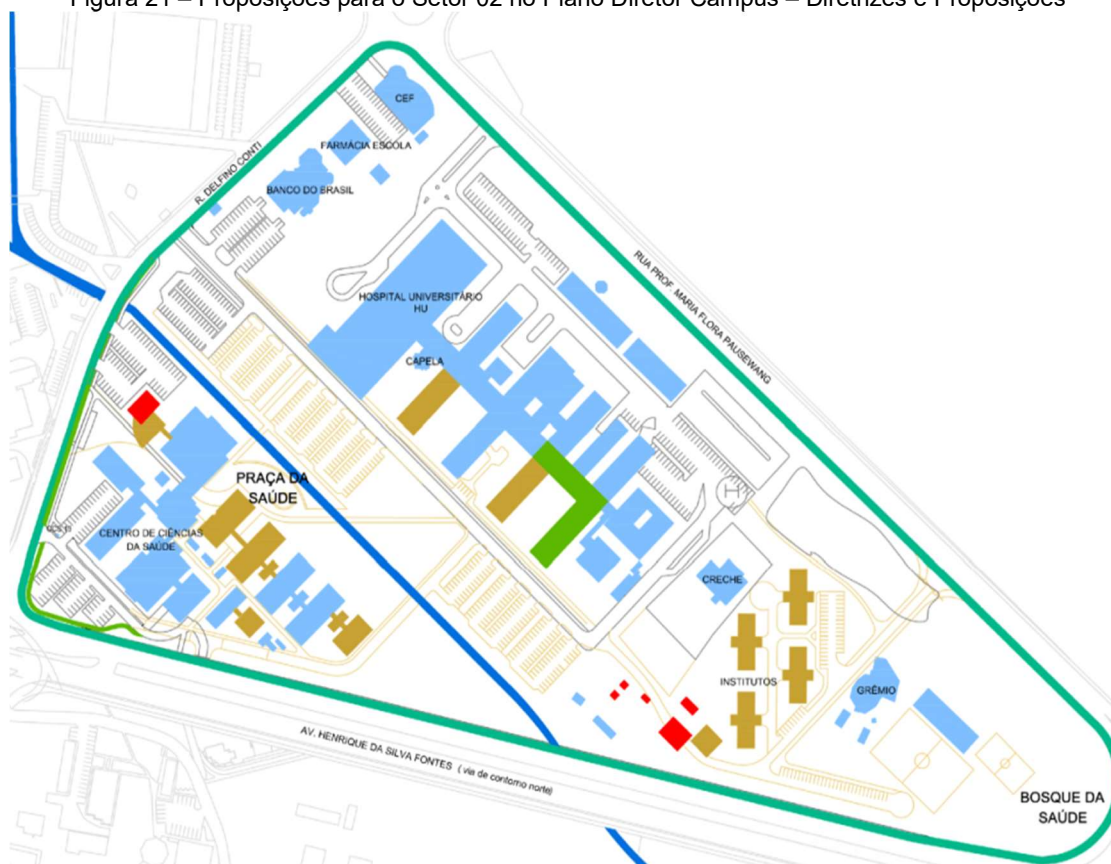 Figura 21 – Proposições para o Setor 02 no Plano Diretor Campus – Diretrizes e Proposições
CEF
FARMÁCIA ESCOLA
R. DELFINO CONTI
BANCO DO BRASIL
RUA PROF. MARIA FLORA PAUSEWANG
HOSPITAL UNIVERSITÁRIO
HU
CAPELA
PRAÇA DA
SAÚDE
H
CENTRO DE CIÊNCIAS
DA SAÚDE
CRECHE
INSTITUTOS
GRÊMIO
AV. HENRIQUE DA SILVA FONTES ( via de contorno norte)
BOSQUE DA
SAÚDE